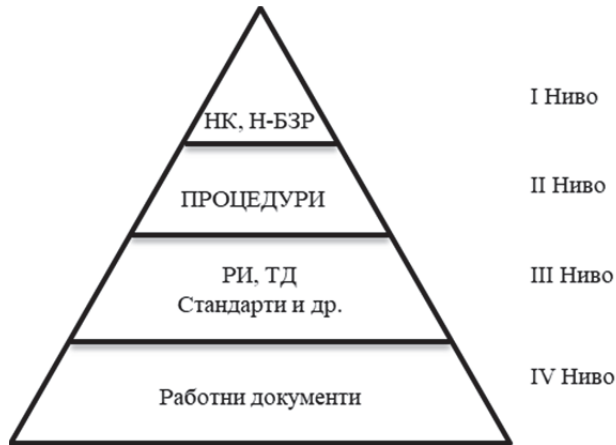 I Ниво
НК, Н-БЗР
II Ниво
ПРОЦЕДУРИ
РИ, ТД
III Ниво
Стандарти и др.
IV Ниво
Работни документи